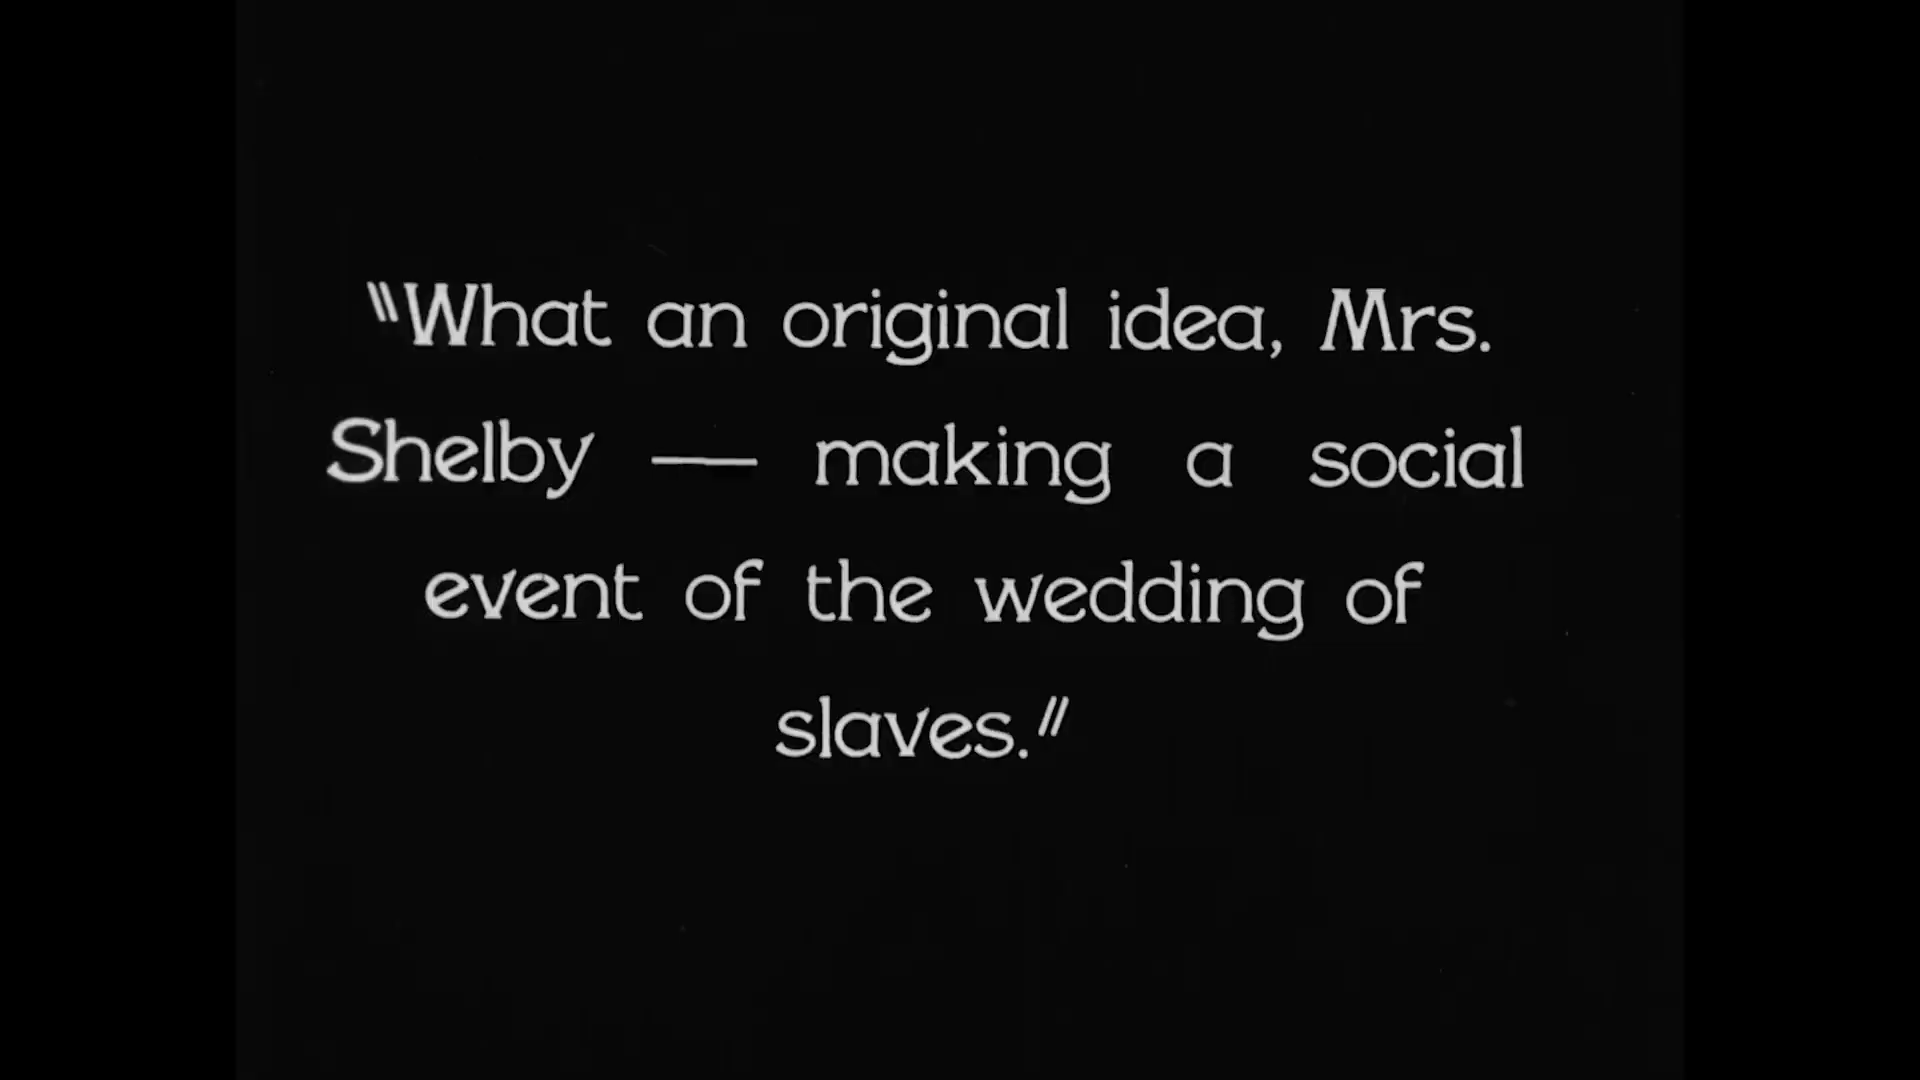 "What an original idea, Mrs.
Shelby — making a social
event of the wedding of
slaves."